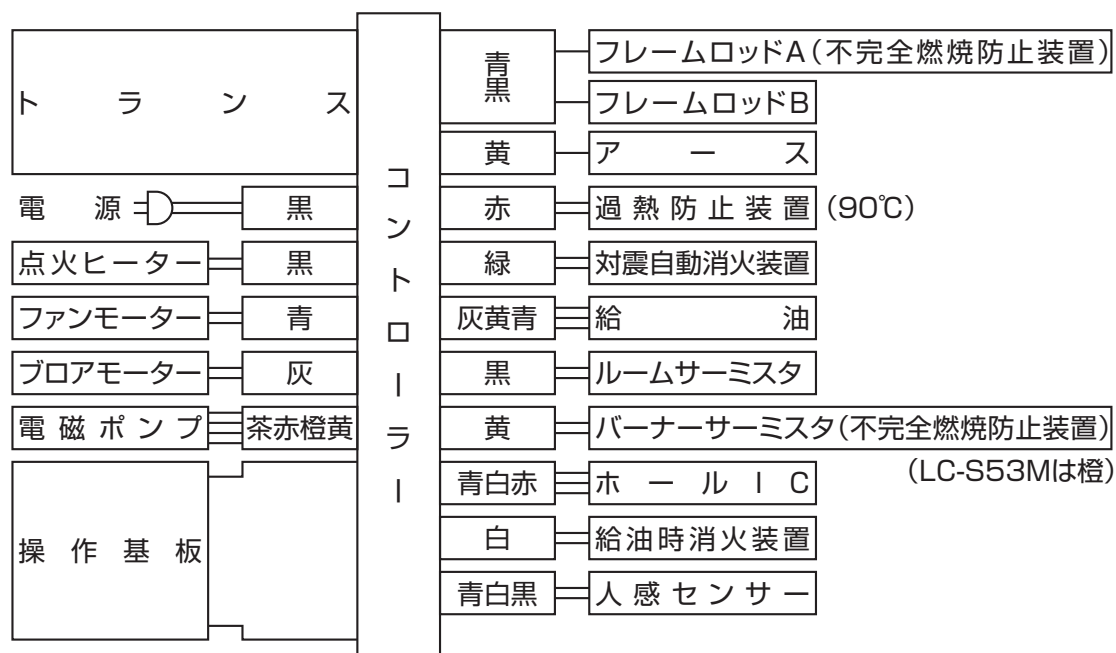 トランス
電源 黒
点火ヒーター 黒
ファンモーター 青
ブロアモーター 灰
電磁ポンプ 茶赤橙黄
操作基板
コントローラー
青黒 フレームロッドA(不完全燃焼防止装置)
フレームロッドB
黄 アース
赤 過熱防止装置 (90℃)
緑 対震自動消火装置
灰黄青 給油
黒 ルームサーミスタ
黄 バーナーサーミスタ(不完全燃焼防止装置)
(LC-S53Mは橙)
青白赤 ホールIC
白 給油時消火装置
青白黒 人感センサー